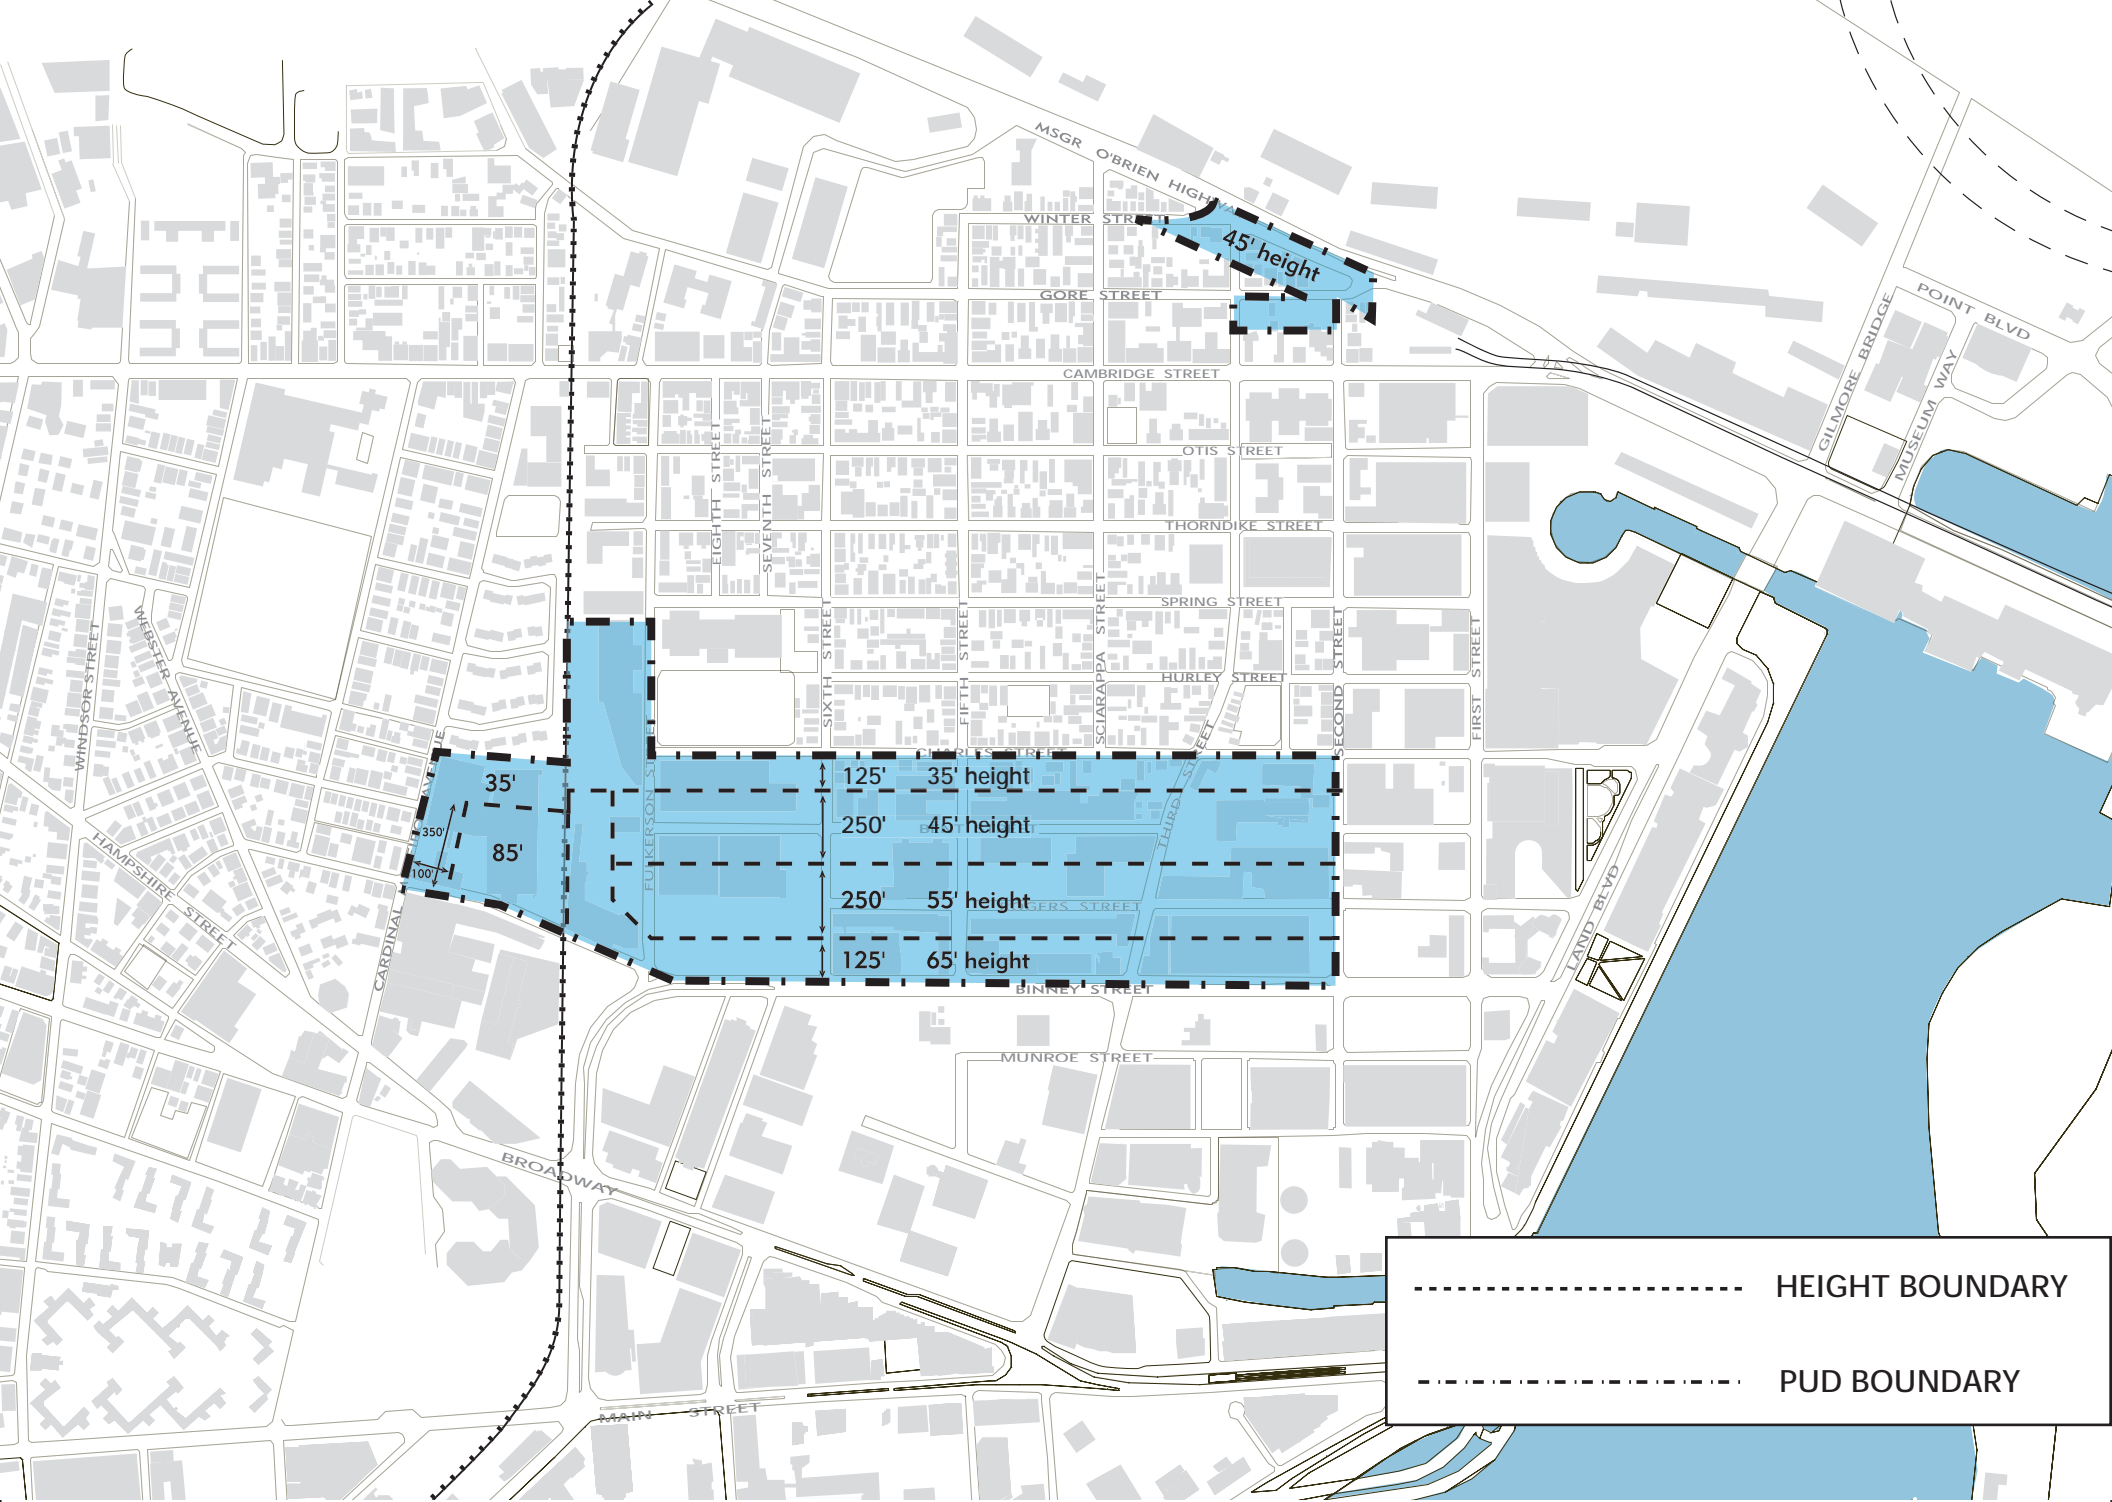 MSGR O'BRIEN HIGHWA
WINTER STREET
45' height
GORE STREET
POINT BLVD
GILMORE BRIDGE
MUSEUM WAY
CAMBRIDGE STREET
EIGHTH STREET
SEVENTH STREET
OTIS STREET
THORNDIKE STREET
SPRING STREET
WINDSOR STREET
WEBSTER AVENUE
SIXTH STREET
FIFTH STREET
SCIARAPPA STREET
HURLEY STREET
SECOND STREET
FIRST STREET
THIRD STREET
CHARLES STREET
35'
125' 35' height
350'
250' 45' height
85'
100'
FULKERSON
250' 55' height
125' 65' height
THIRD
HAMPSHIRE STREET
CARDINAL
LAND BLVD
BINNEY STREET
MUNROE STREET
BROADWAY
MAIN STREET
HEIGHT BOUNDARY
PUD BOUNDARY